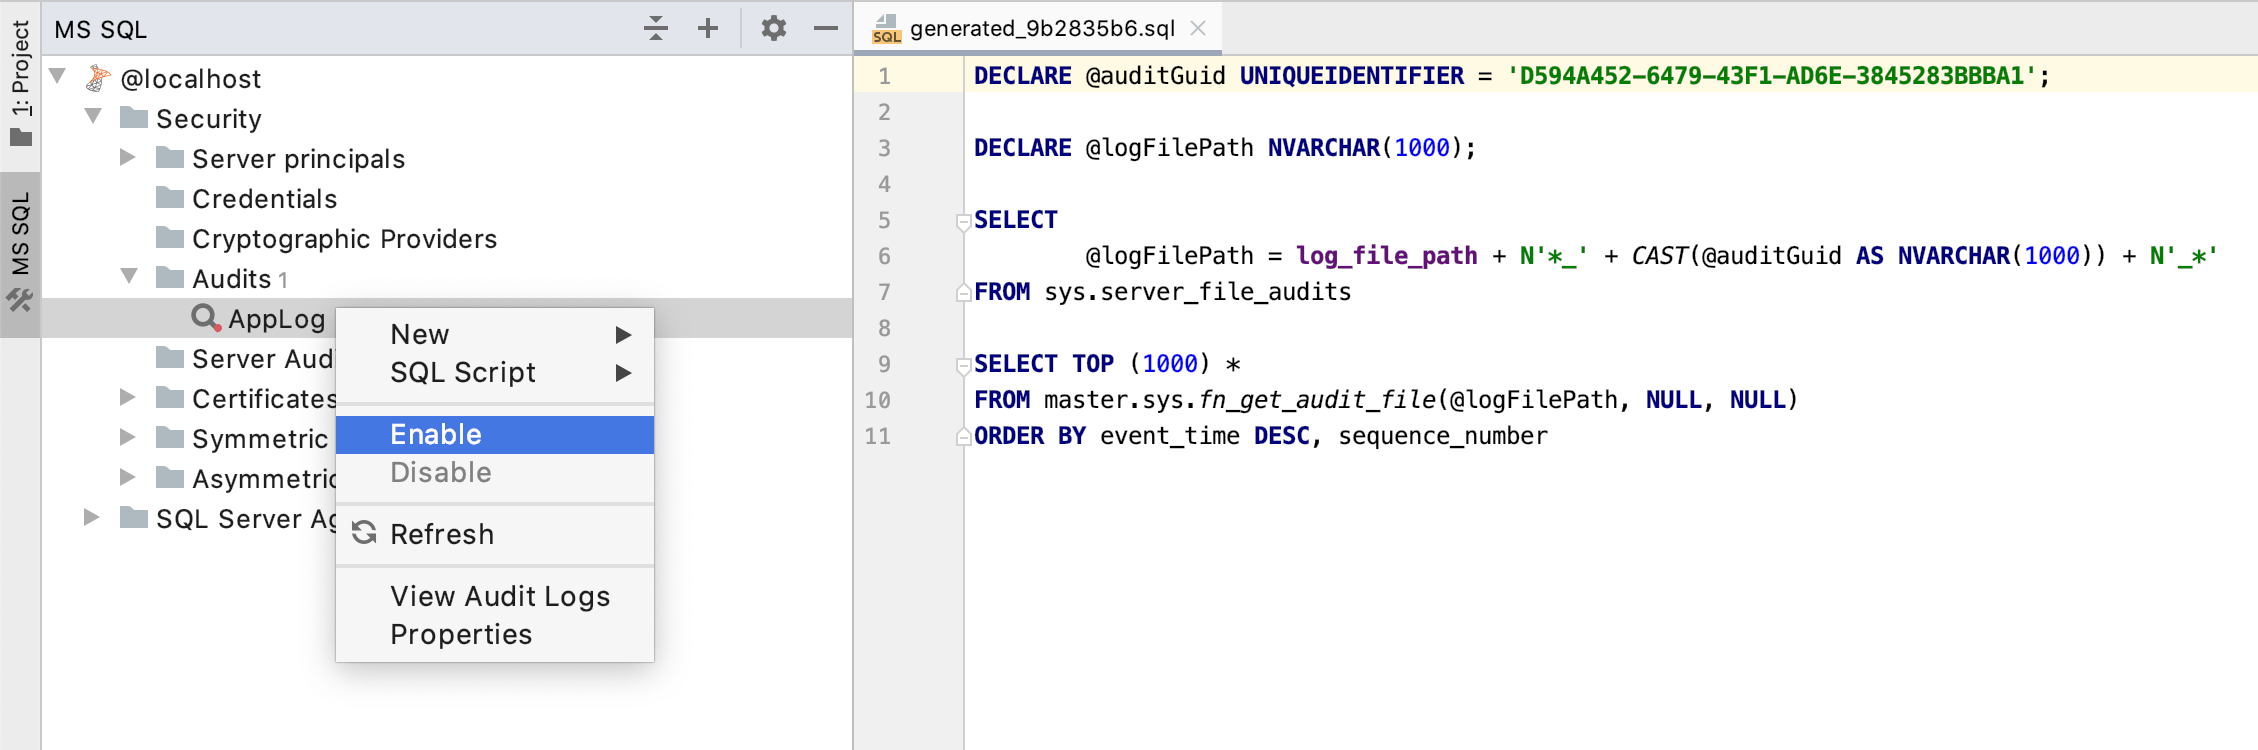 1: Project
MS SQL
MS SQL
@localhost
Security
Server principals
Credentials
Cryptographic Providers
Audits 1
AppLog
Server Aud
Certificates
Symmetric
Asymmetric
SQL Server Ag
New
SQL Script
Enable
Disable
Refresh
View Audit Logs
Properties
SQL generated_9b2835b6.sql
1 DECLARE @auditGuid UNIQUEIDENTIFIER = 'D594A452-6479-43F1-AD6E-3845283BBBA1';
2
3 DECLARE @logFilePath NVARCHAR(1000);
4
5 SELECT
6 @logFilePath = log_file_path + N'*_' + CAST(@auditGuid AS NVARCHAR(1000)) + N'_*'
7 FROM sys.server_file_audits
8
9 SELECT TOP (1000) *
10 FROM master.sys.fn_get_audit_file(@logFilePath, NULL, NULL)
11 ORDER BY event_time DESC, sequence_number